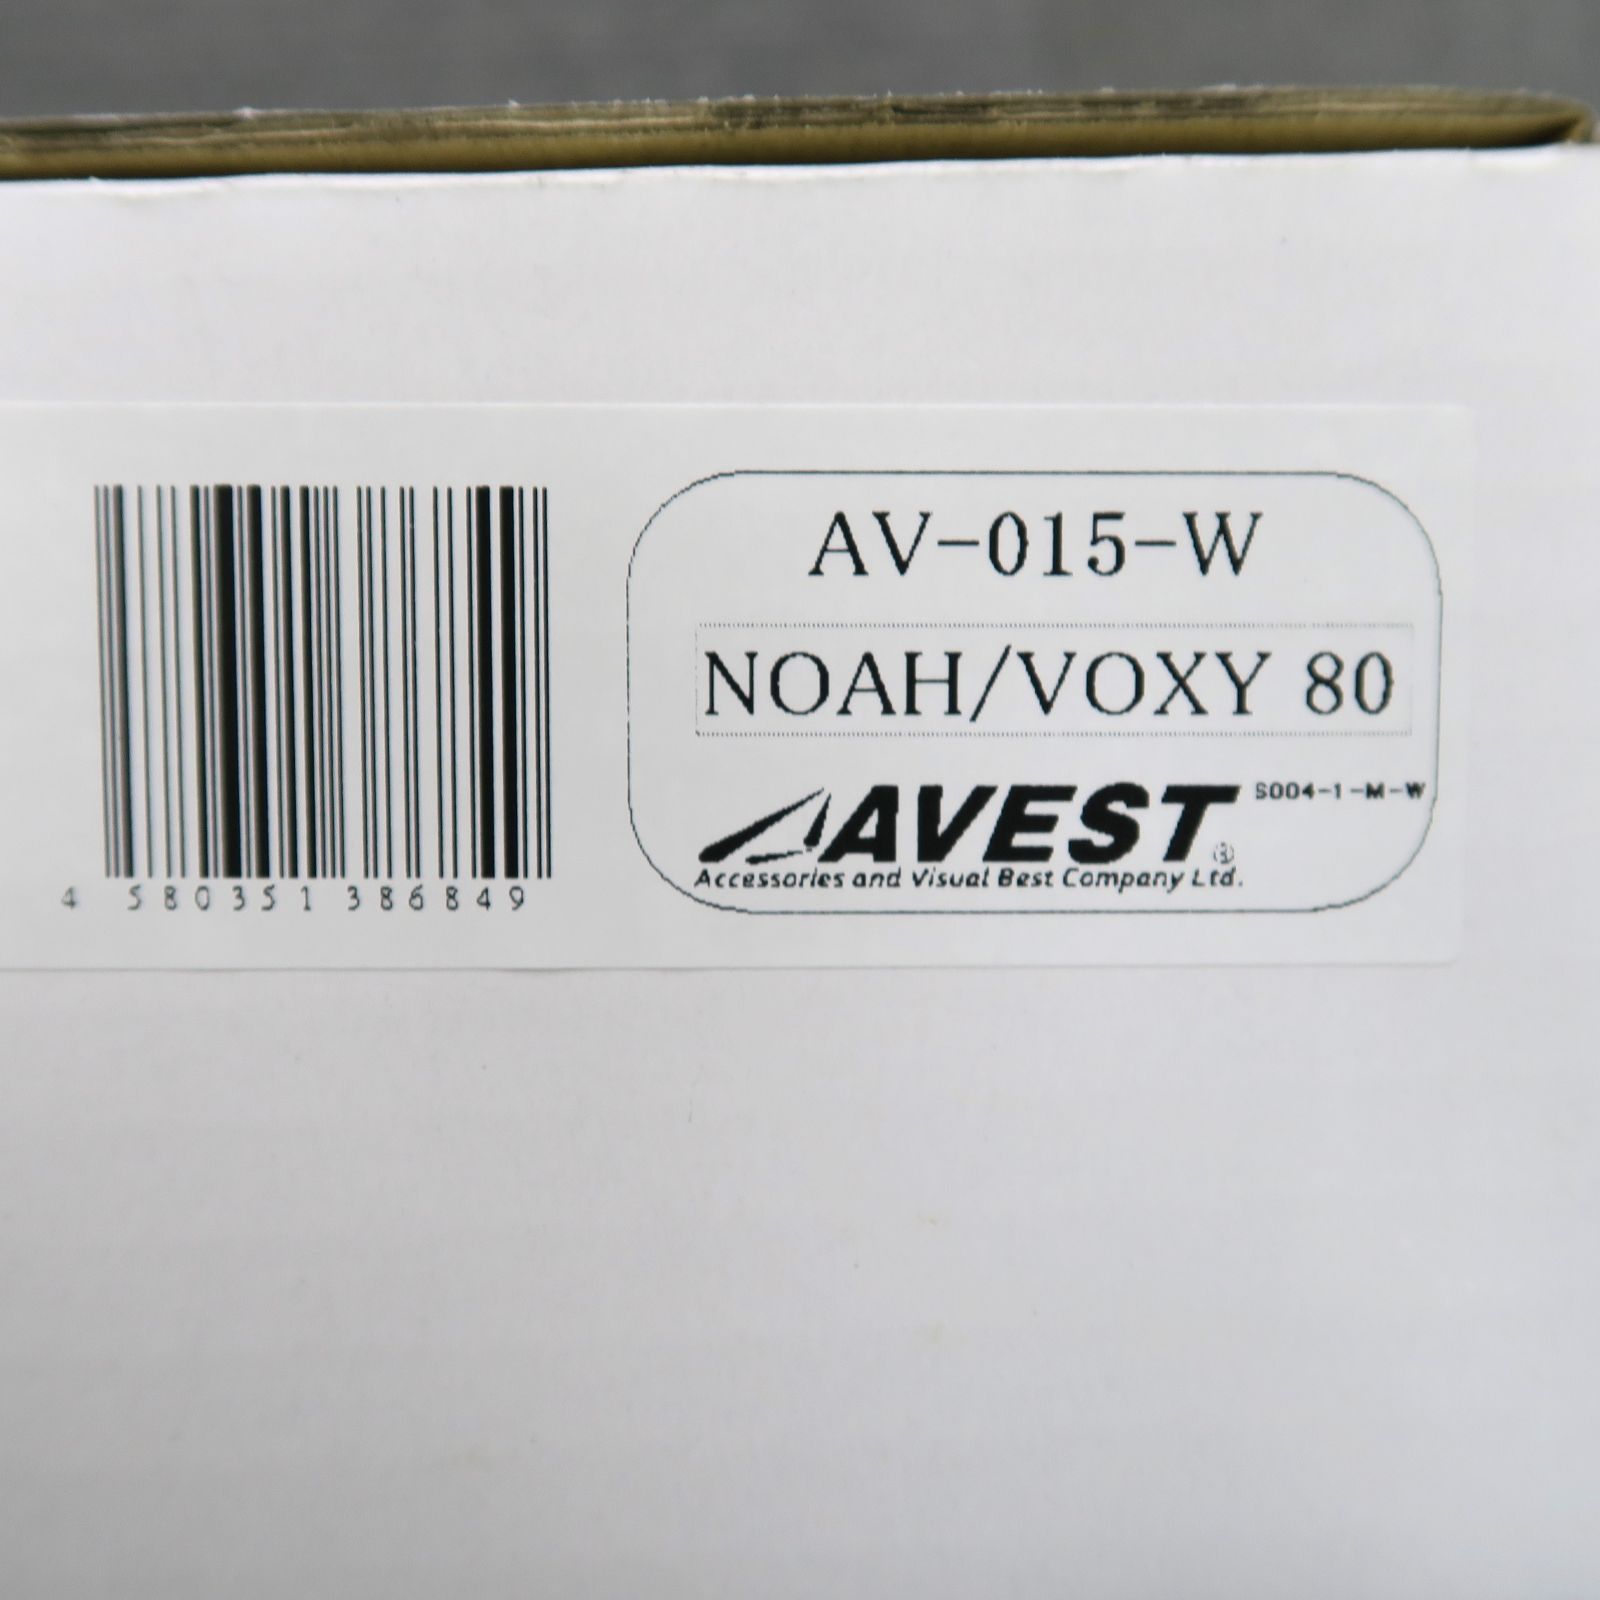 AV-015-W
NOAH/VOXY 80
AVEST® S004-1-M-W
Accessories and Visual Best Company Ltd.
4 580351 386849